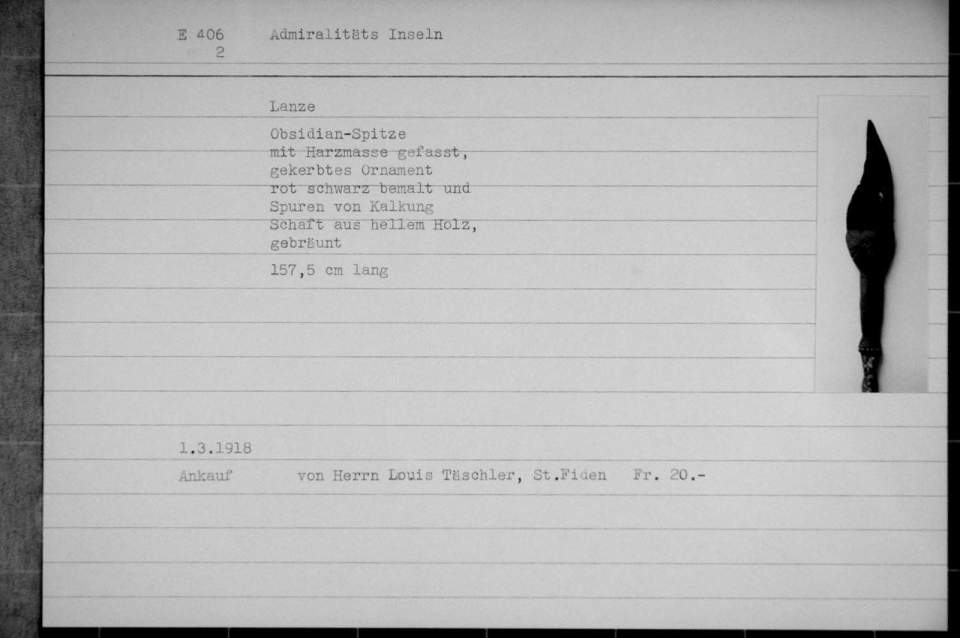 E 406 Admiralitäts Inseln
2
Lanze
Obsidian-Spitze
mit Harzmasse gefasst,
gekerbtes Ornament
rot schwarz bemalt und
Spuren von Kalkung
Schaft aus hellem Holz,
gebräunt
157,5 cm lang
1.3.1918
Ankauf von Herrn Louis Täschler, St.Fiden Fr. 20.-